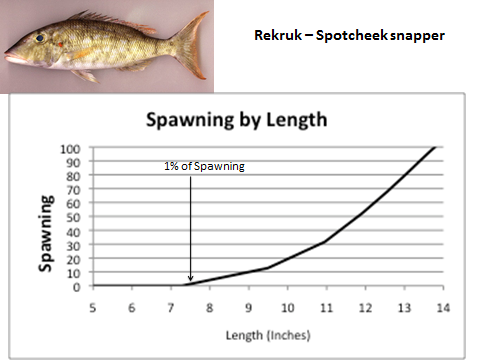 Rekruk – Spotcheek snapper
Spawning by Length
1% of Spawning
Spawning
100
90
80
70
60
50
40
30
20
10
0
5 6 7 8 9 10 11 12 13 14
Length (Inches)